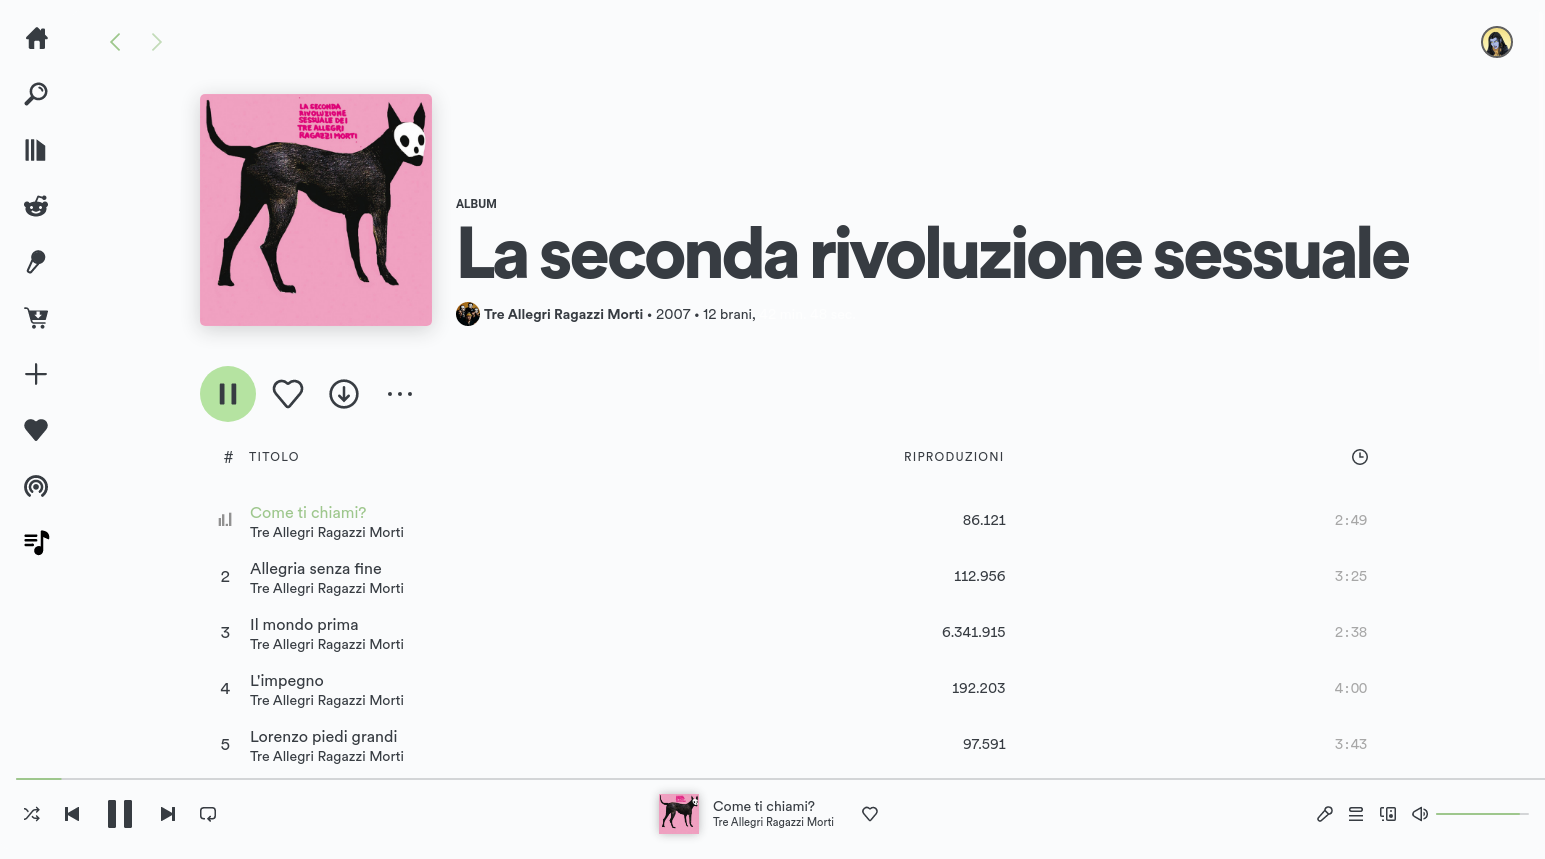 LA SECONDA
RIVOLUZIONE
SESSUALE DEI
TRE ALLEGRI
RAGAZZI MORTI
ALBUM
La seconda rivoluzione sessuale
Tre Allegri Ragazzi Morti • 2007 • 12 brani,
# TITOLO RIPRODUZIONI
Come ti chiami?
Tre Allegri Ragazzi Morti
86.121 2:49
2 Allegria senza fine
Tre Allegri Ragazzi Morti
112.956 3:25
3 Il mondo prima
Tre Allegri Ragazzi Morti
6.341.915 2:38
4 L'impegno
Tre Allegri Ragazzi Morti
192.203 4:00
5 Lorenzo piedi grandi
Tre Allegri Ragazzi Morti
97.591 3:43
Come ti chiami?
Tre Allegri Ragazzi Morti